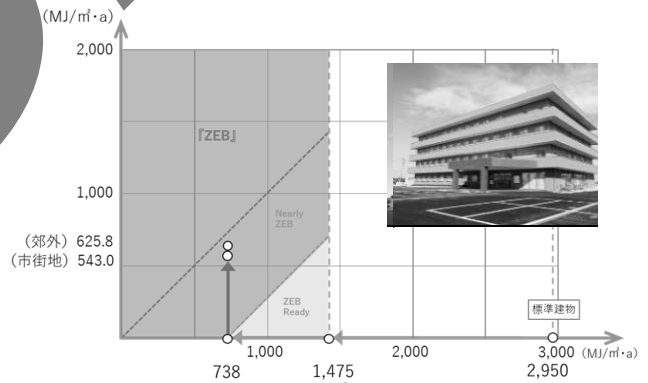 (MJ/㎡・a)
2,000
『ZEB』
1,000
Nearly
ZEB
(郊外) 625.8
(市街地) 543.0
ZEB
Ready
標準建物
1,000
2,000
3,000 (MJ/㎡・a)
738
1,475
2,950